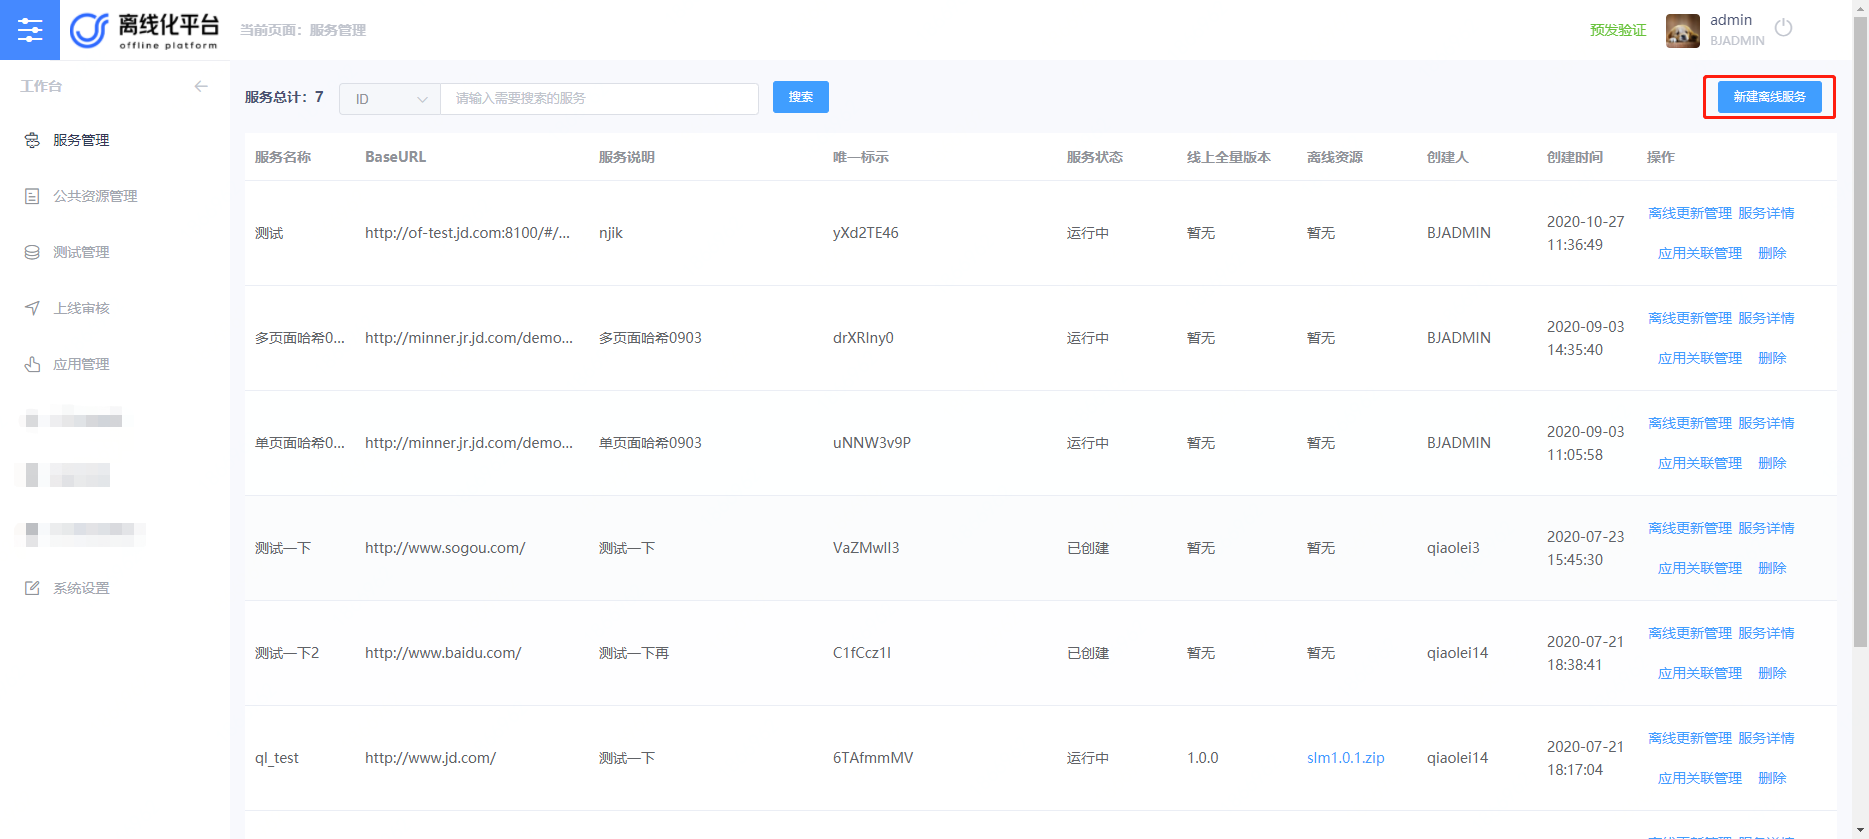 离线化平台
offline platform
当前页面：服务管理
预发验证
admin
BJADMIN
工作台
服务管理
公共资源管理
测试管理
上线审核
应用管理
系统设置
服务总计：7
ID
请输入需要搜索的服务
搜索
新建离线服务
服务名称 BaseURL 服务说明 唯一标示 服务状态 线上全量版本 离线资源 创建人 创建时间 操作
测试 http://of-test.jd.com:8100/#/... njik yXd2TE46 运行中 暂无 暂无 BJADMIN 2020-10-27 11:36:49 离线更新管理 服务详情
应用关联管理 删除
多页面哈希0... http://minner.jr.jd.com/demo... 多页面哈希0903 drXRIny0 运行中 暂无 暂无 BJADMIN 2020-09-03 14:35:40 离线更新管理 服务详情
应用关联管理 删除
单页面哈希0... http://minner.jr.jd.com/demo... 单页面哈希0903 uNNW3v9P 运行中 暂无 暂无 BJADMIN 2020-09-03 11:05:58 离线更新管理 服务详情
应用关联管理 删除
测试一下 http://www.sogou.com/ 测试一下 VaZMwII3 已创建 暂无 暂无 qiaolei3 2020-07-23 15:45:30 离线更新管理 服务详情
应用关联管理 删除
测试一下2 http://www.baidu.com/ 测试一下再 C1fCcz1I 已创建 暂无 暂无 qiaolei14 2020-07-21 18:38:41 离线更新管理 服务详情
应用关联管理 删除
ql_test http://www.jd.com/ 测试一下 6TAfmmMV 运行中 1.0.0 slm1.0.1.zip qiaolei14 2020-07-21 18:17:04 离线更新管理 服务详情
应用关联管理 删除